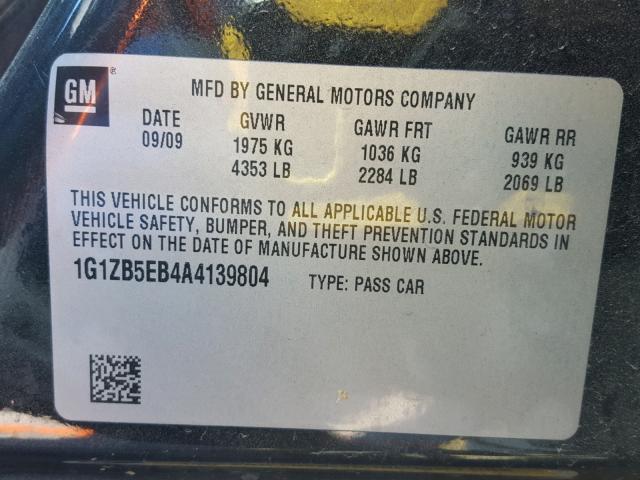 GM®
MFD BY GENERAL MOTORS COMPANY
DATE GVWR GAWR FRT GAWR RR
09/09 1975 KG 1036 KG 939 KG
4353 LB 2284 LB 2069 LB
THIS VEHICLE CONFORMS TO ALL APPLICABLE U.S. FEDERAL MOTOR
VEHICLE SAFETY, BUMPER, AND THEFT PREVENTION STANDARDS IN
EFFECT ON THE DATE OF MANUFACTURE SHOWN ABOVE.
1G1ZB5EB4A4139804 TYPE: PASS CAR